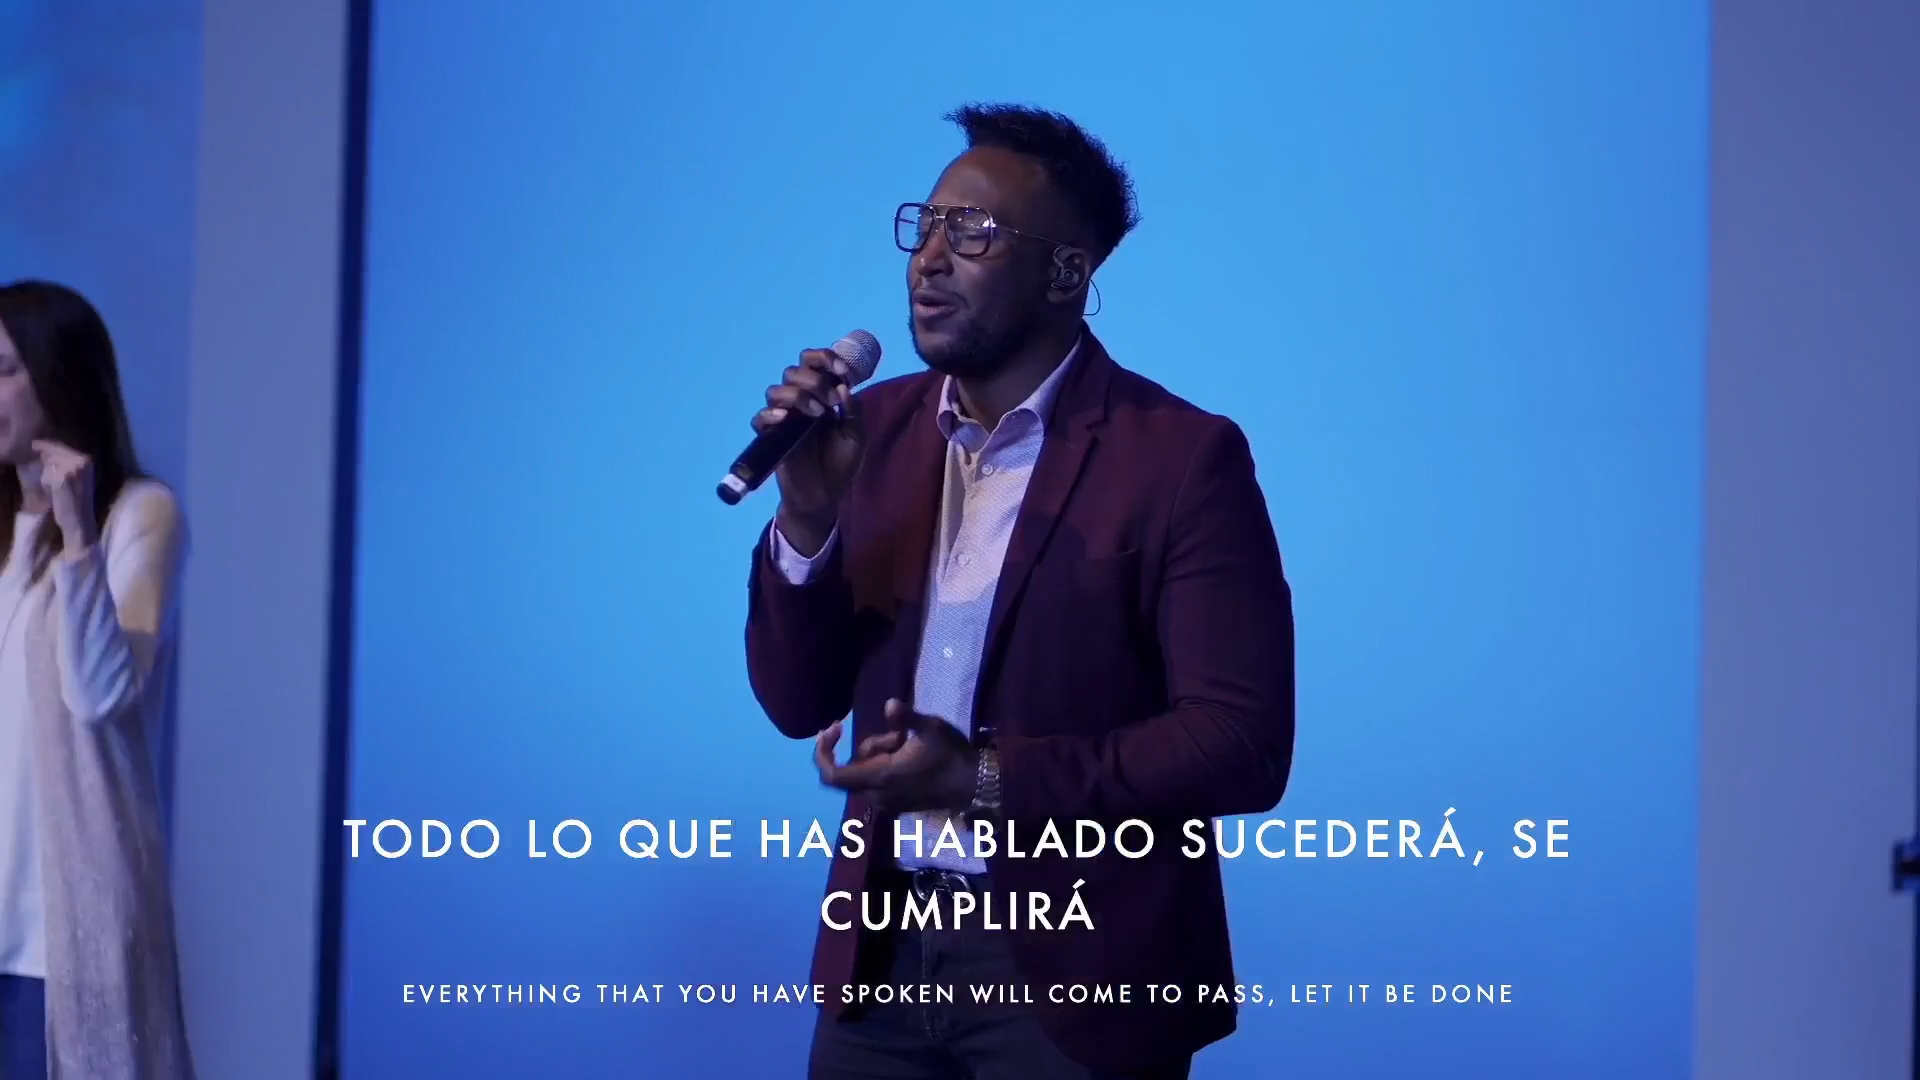 TODO LO QUE HAS HABLADO SUCEDERÁ, SE
CUMPLIRÁ
EVERYTHING THAT YOU HAVE SPOKEN WILL COME TO PASS, LET IT BE DONE